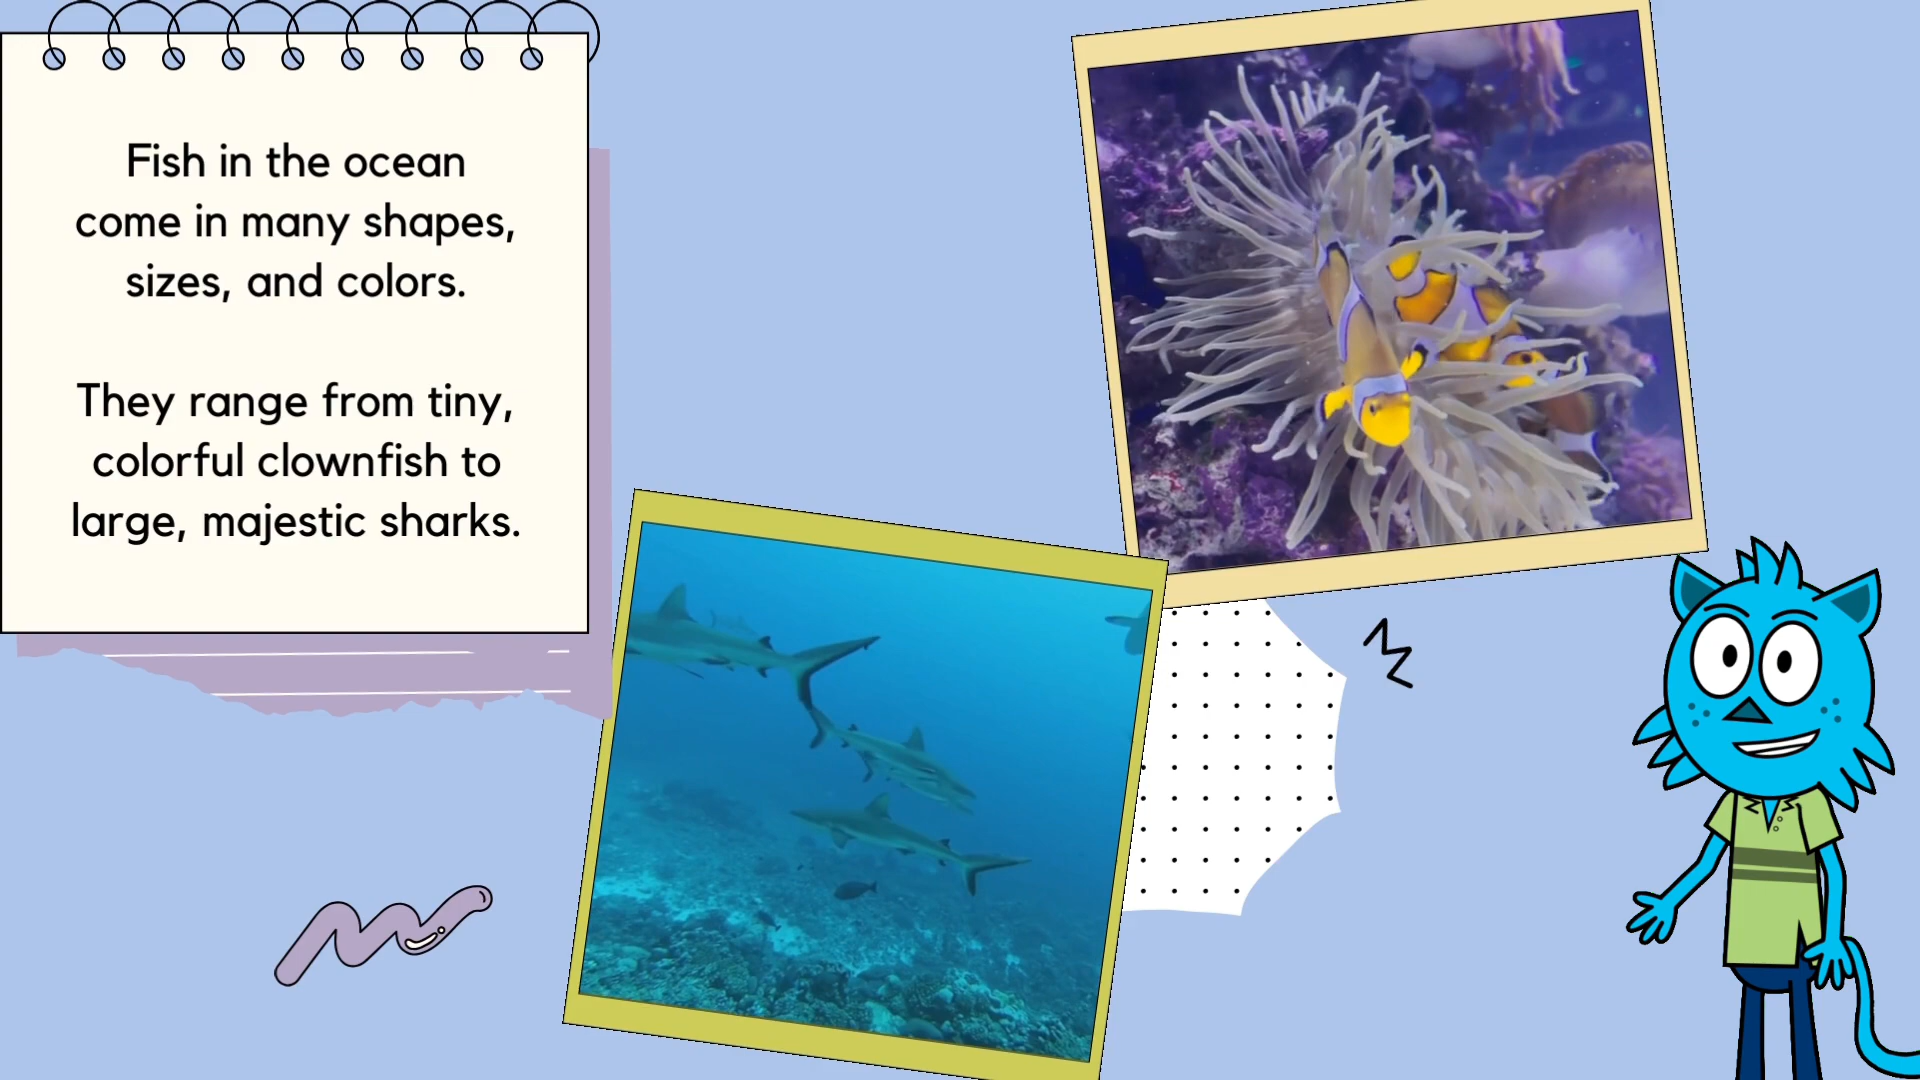 Fish in the ocean
come in many shapes,
sizes, and colors.
They range from tiny,
colorful clownfish to
large, majestic sharks.